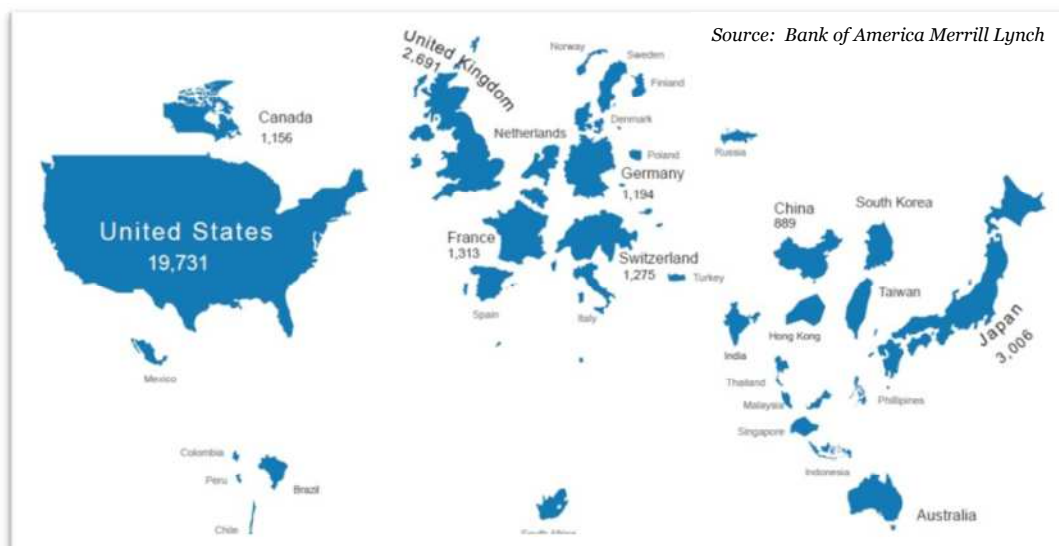 Source: Bank of America Merrill Lynch
United Kingdom
2,691
Norway
Sweden
Finland
Canada
1,156
Denmark
Netherlands
Russia
Poland
Germany
1,194
United States
19,731
France
1,313
Switzerland
1,275
Turkey
China
889
South Korea
Taiwan
Japan
3,006
Spain
Italy
Hong Kong
India
Mexico
Thailand
Malaysia
Phillipines
Singapore
Indonesia
Colombia
Peru
Brazil
Chile
Australia